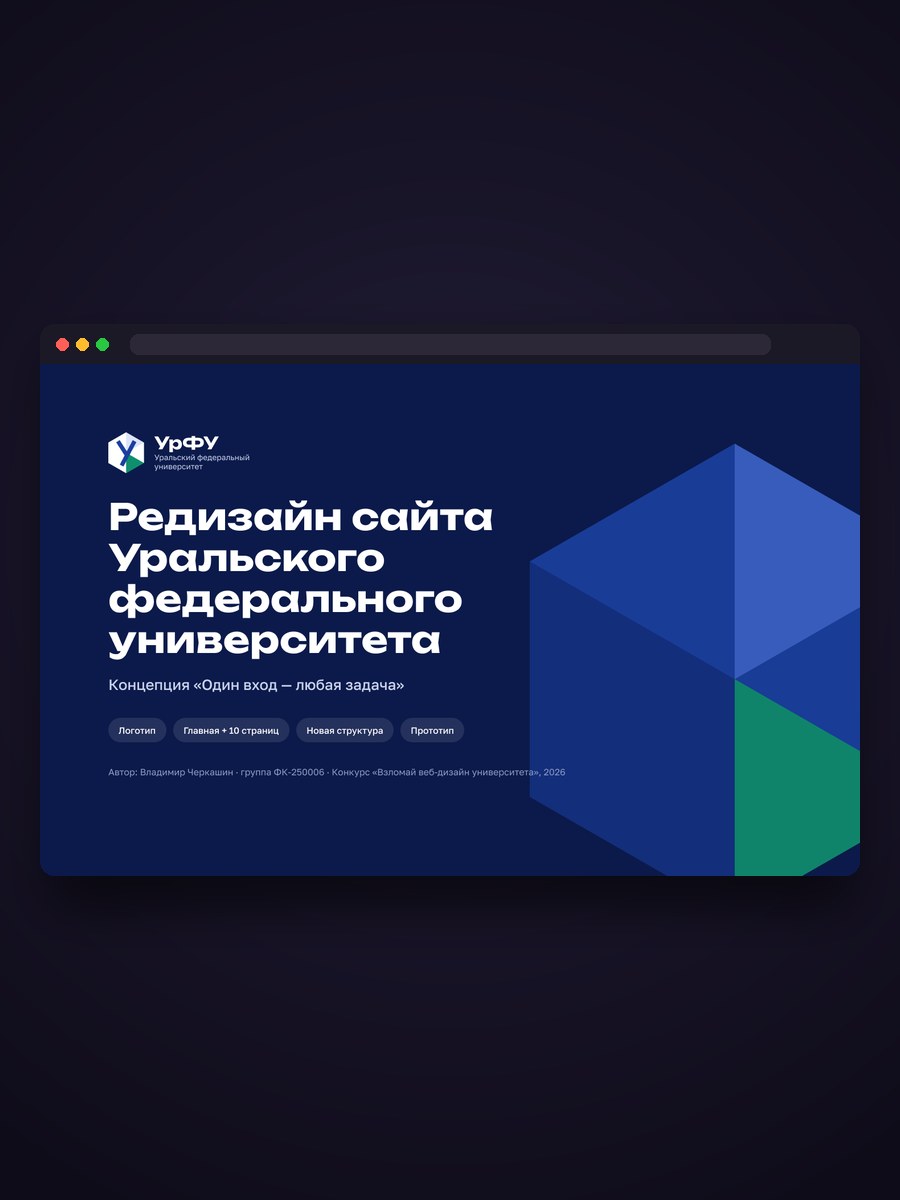 УрФУ
Уральский федеральный
университет
Редизайн сайта
Уральского
федерального
университета
Концепция «Один вход — любая задача»
Логотип
Главная + 10 страниц
Новая структура
Прототип
Автор: Владимир Черкашин · группа ФК-250006 · Конкурс «Взломай веб-дизайн университета», 2026